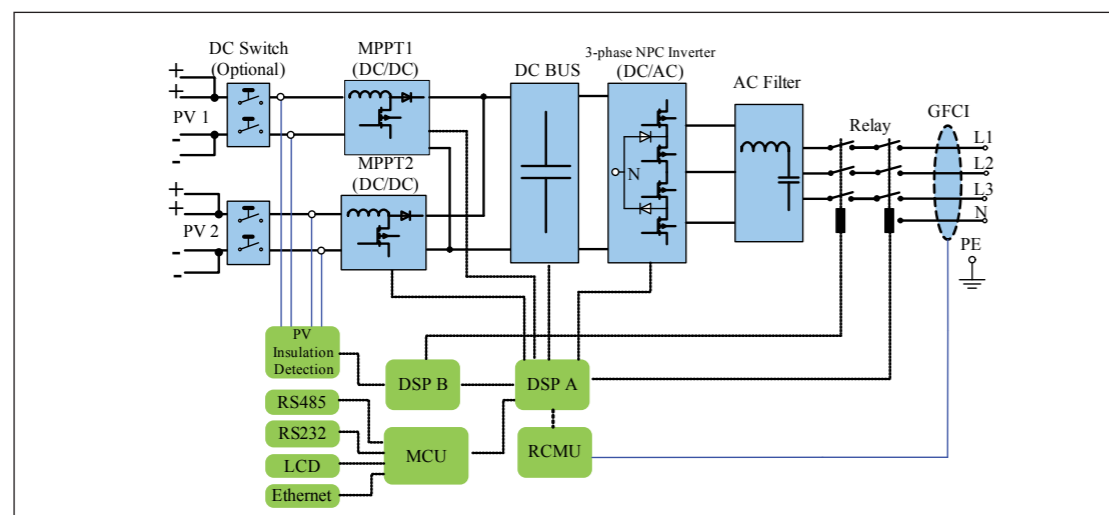 DC Switch
(Optional)
MPPT1
(DC/DC)
DC BUS
3-phase NPC Inverter
(DC/AC)
AC Filter
Relay
GFCI
+
+
PV 1
-
-
L1
L2
L3
N
N
PE
MPPT2
(DC/DC)
+
+
PV 2
-
-
PV
Insulation
Detection
DSP B
DSP A
RS485
RS232
LCD
Ethernet
MCU
RCMU